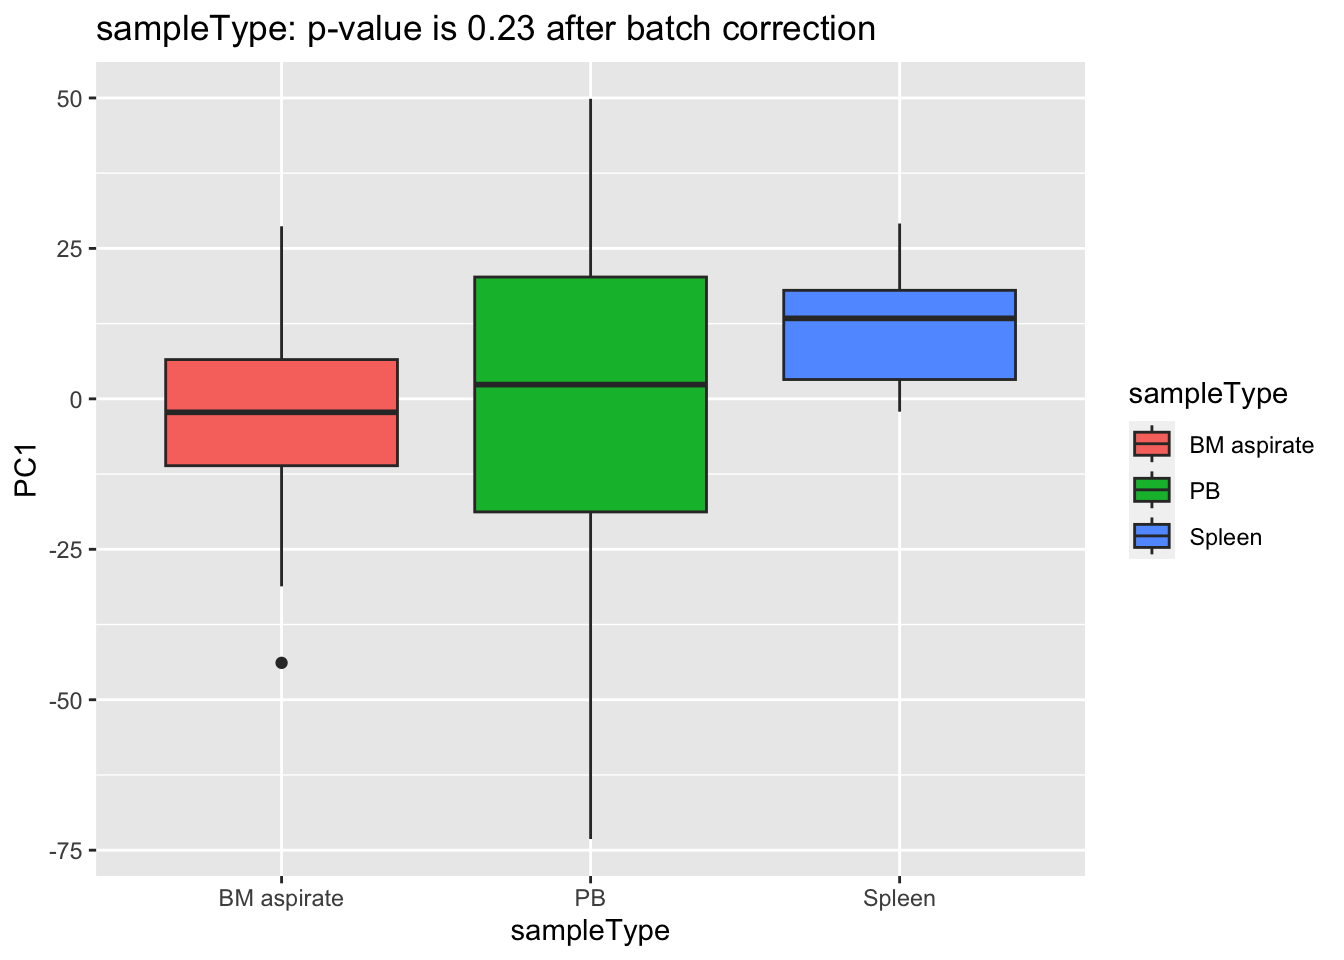 sampleType: p-value is 0.23 after batch correction
50
25
0
-25
-50
-75
PC1
BM aspirate
PB
Spleen
sampleType
sampleType
BM aspirate
PB
Spleen